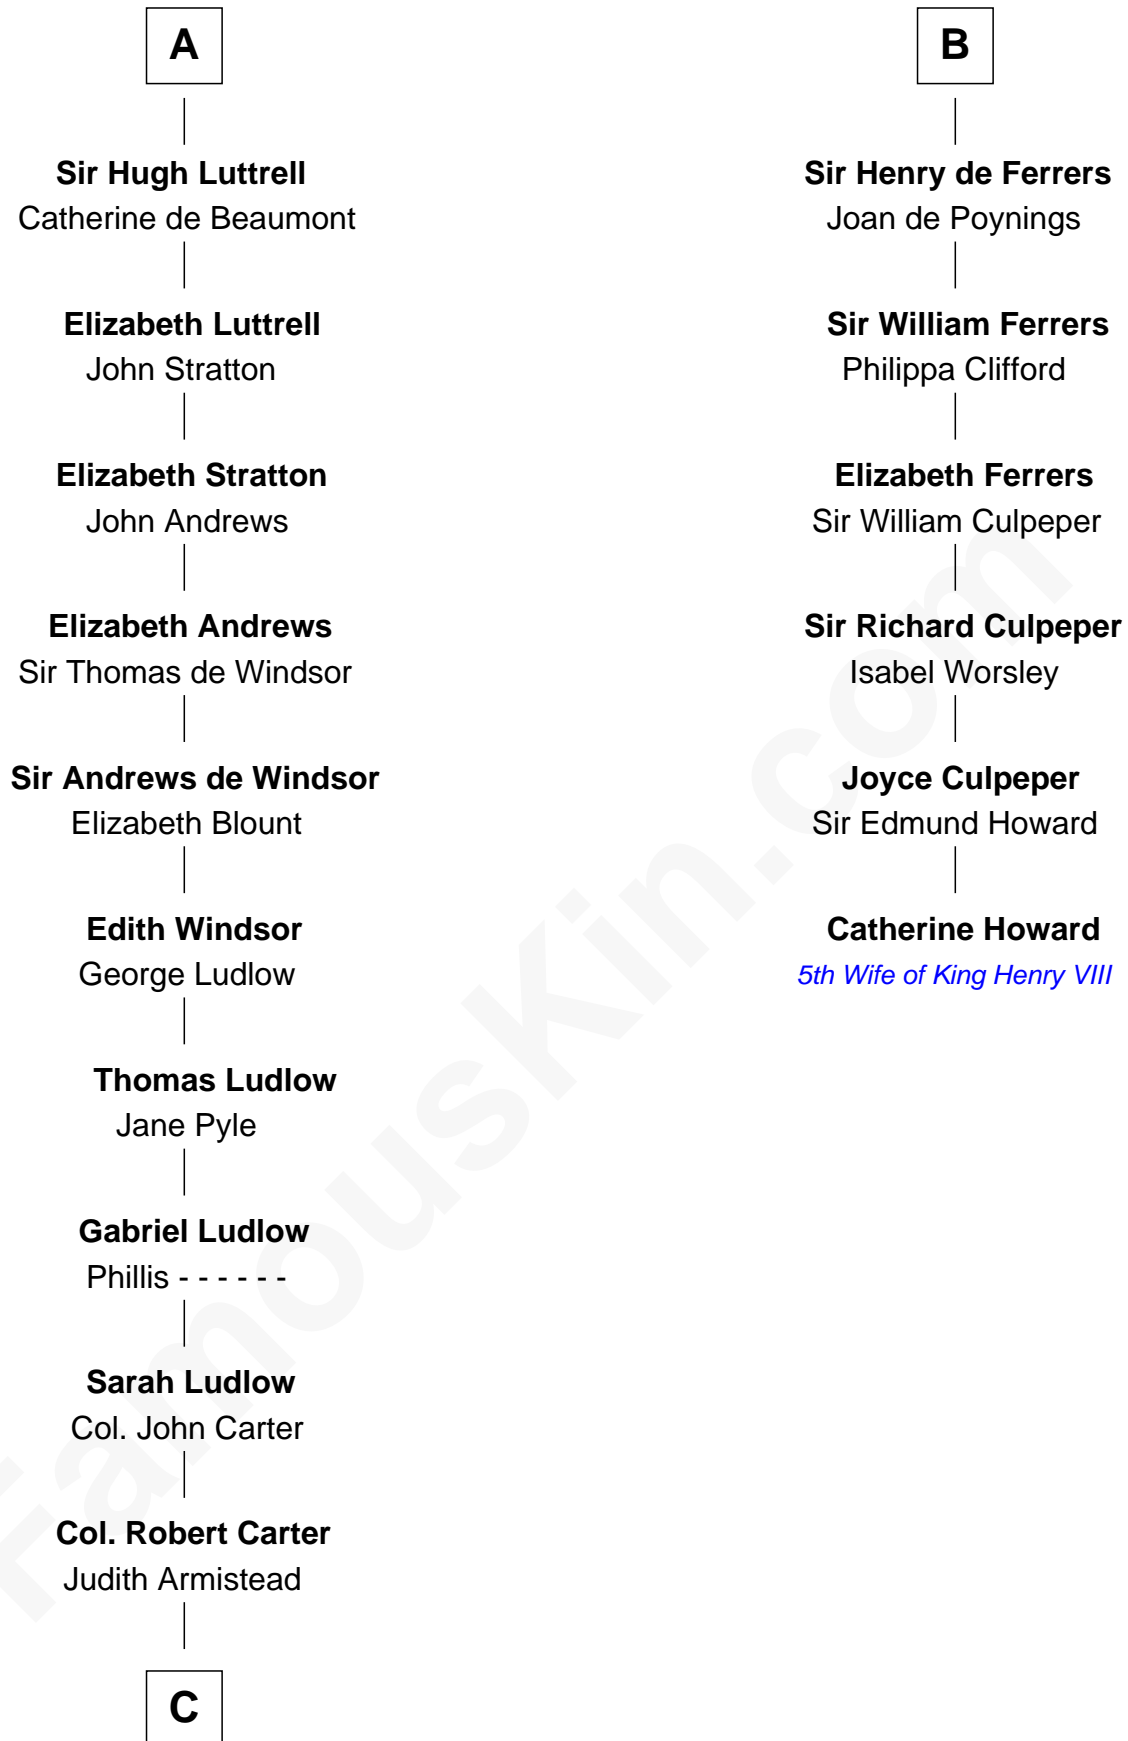 A
Sir Hugh Luttrell
Catherine de Beaumont
Elizabeth Luttrell
John Stratton
Elizabeth Stratton
John Andrews
Elizabeth Andrews
Sir Thomas de Windsor
Sir Andrews de Windsor
Elizabeth Blount
Edith Windsor
George Ludlow
Thomas Ludlow
Jane Pyle
Gabriel Ludlow
Phillis - - - - - -
Sarah Ludlow
Col. John Carter
Col. Robert Carter
Judith Armistead
C
B
Sir Henry de Ferrers
Joan de Poynings
Sir William Ferrers
Philippa Clifford
Elizabeth Ferrers
Sir William Culpeper
Sir Richard Culpeper
Isabel Worsley
Joyce Culpeper
Sir Edmund Howard
Catherine Howard
5th Wife of King Henry VIII
FamousKin.com